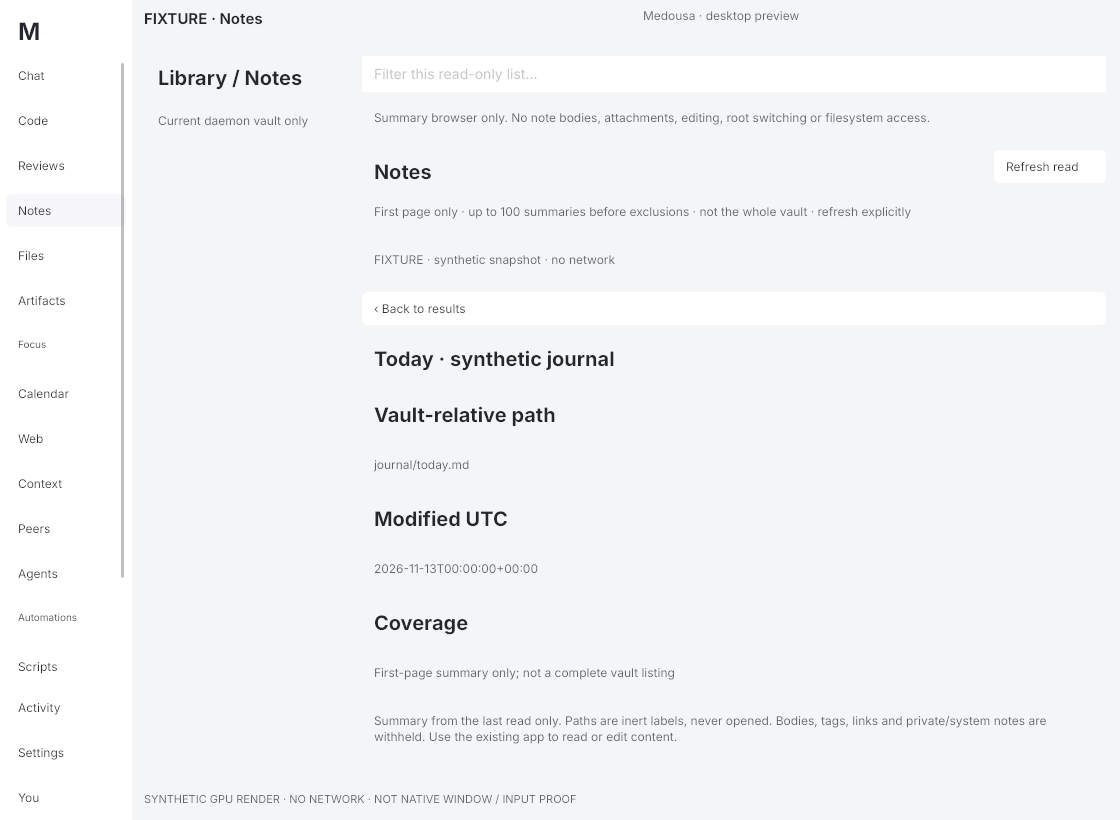 M
Chat
Code
Reviews
Notes
Files
Artifacts
Focus
Calendar
Web
Context
Peers
Agents
Automations
Scripts
Activity
Settings
You
FIXTURE · Notes
Medousa · desktop preview
Library / Notes
Current daemon vault only
Filter this read-only list...
Summary browser only. No note bodies, attachments, editing, root switching or filesystem access.
Notes
Refresh read
First page only · up to 100 summaries before exclusions · not the whole vault · refresh explicitly
FIXTURE · synthetic snapshot · no network
‹ Back to results
Today · synthetic journal
Vault-relative path
journal/today.md
Modified UTC
2026-11-13T00:00:00+00:00
Coverage
First-page summary only; not a complete vault listing
Summary from the last read only. Paths are inert labels, never opened. Bodies, tags, links and private/system notes are
withheld. Use the existing app to read or edit content.
SYNTHETIC GPU RENDER · NO NETWORK · NOT NATIVE WINDOW / INPUT PROOF